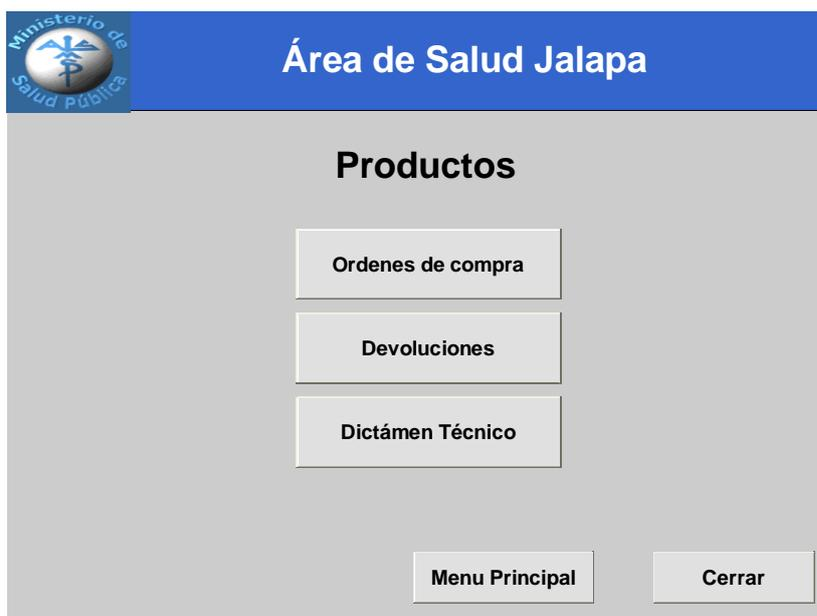 Ministerio de
Salud Pública
Área de Salud Jalapa
Productos
Ordenes de compra
Devoluciones
Dictámen Técnico
Menu Principal
Cerrar